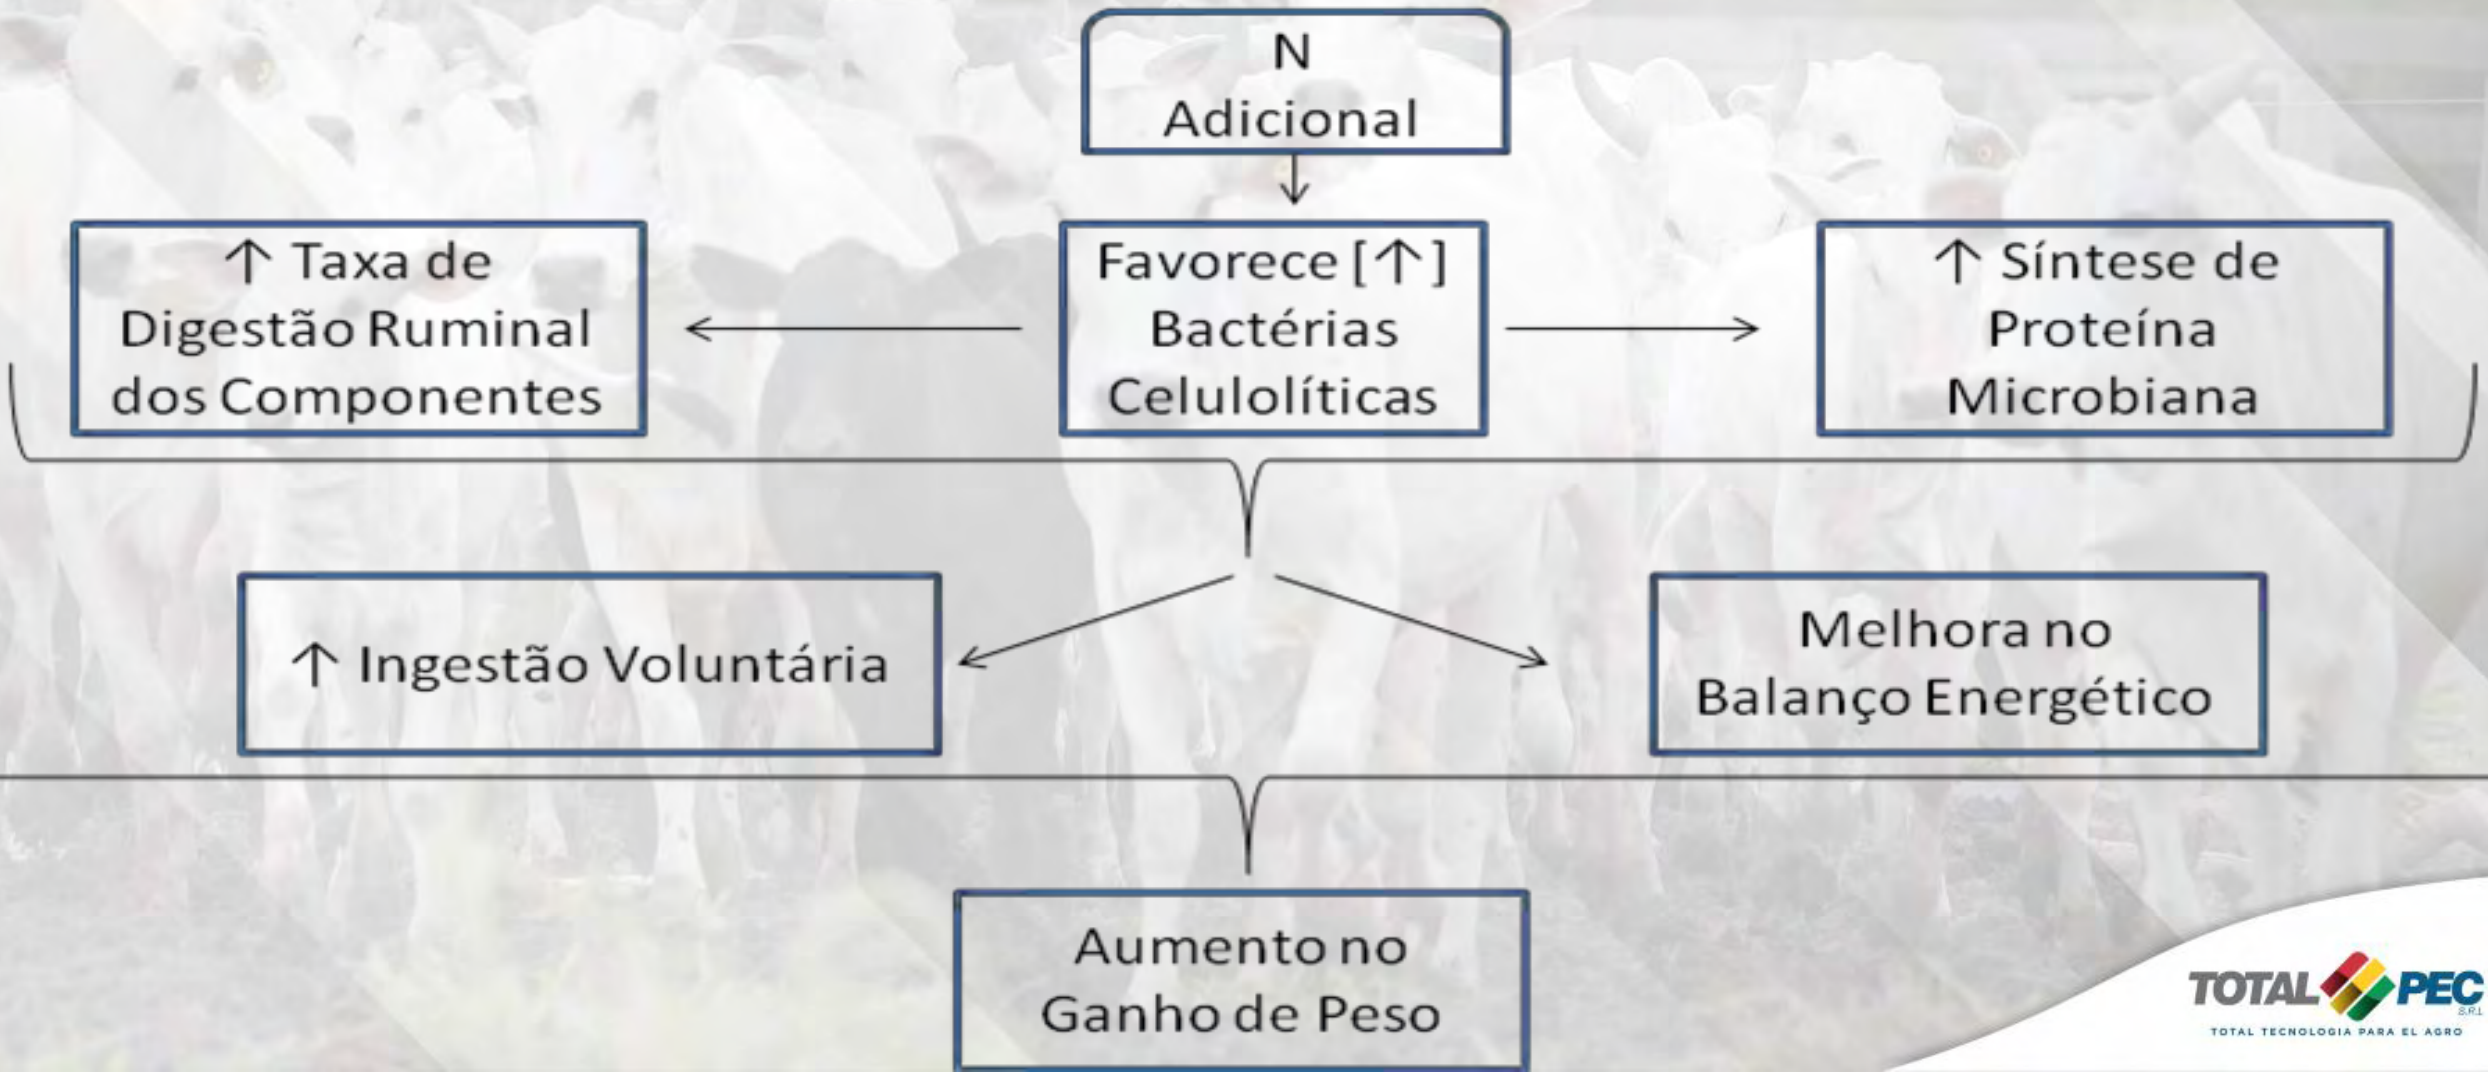 N
Adicional
↑ Taxa de
Digestão Ruminal
dos Componentes
Favorece [↑]
Bactérias
Celulolíticas
↑ Síntese de
Proteína
Microbiana
↑ Ingestão Voluntária
Melhora no
Balanço Energético
Aumento no
Ganho de Peso
TOTAL PEC
S.R.L
TOTAL TECNOLOGIA PARA EL AGRO